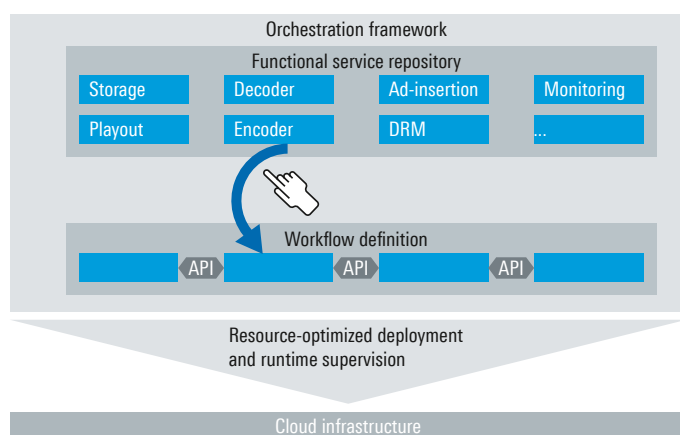 Orchestration framework
Functional service repository
Storage Decoder Ad-insertion Monitoring
Playout Encoder DRM ...
Workflow definition
API API API
Resource-optimized deployment
and runtime supervision
Cloud infrastructure